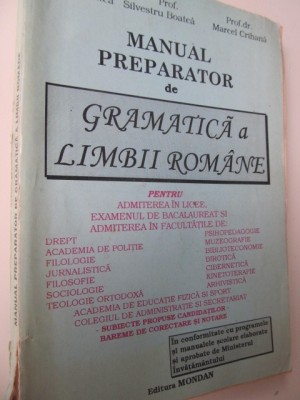 Prof. Prof. dr.
Silvestru Boatcă Marcel Crihană
MANUAL
PREPARATOR
de
GRAMATICĂ a
LIMBII ROMÂNE
PENTRU
ADMITEREA ÎN LICEE,
EXAMENUL DE BACALAUREAT ȘI
ADMITEREA ÎN FACULTĂȚILE DE:
DREPT
ACADEMIA DE POLIȚIE
FILOLOGIE
JURNALISTICĂ
FILOSOFIE
SOCIOLOGIE
TEOLOGIE ORTODOXĂ
PSIHOPEDAGOGIE
MUZEOGRAFIE
BIBLIOTECONOMIE
BIROTICĂ
CIBERNETICĂ
KINETOTERAPIE
ARHIVISTICĂ
ACADEMIA DE EDUCAȚIE FIZICĂ ȘI SPORT
COLEGIUL DE ADMINISTRAȚIE ȘI SECRETARIAT
- SUBIECTE PROPUSE CANDIDAȚILOR -
BAREME DE CORECTARE ȘI NOTARE
În conformitate cu programele
și manualele școlare elaborate
și aprobate de Ministerul
Învățământului
Editura MONDAN
MANUAL PREPARATOR DE GRAMATICĂ A LIMBII ROMÂNE